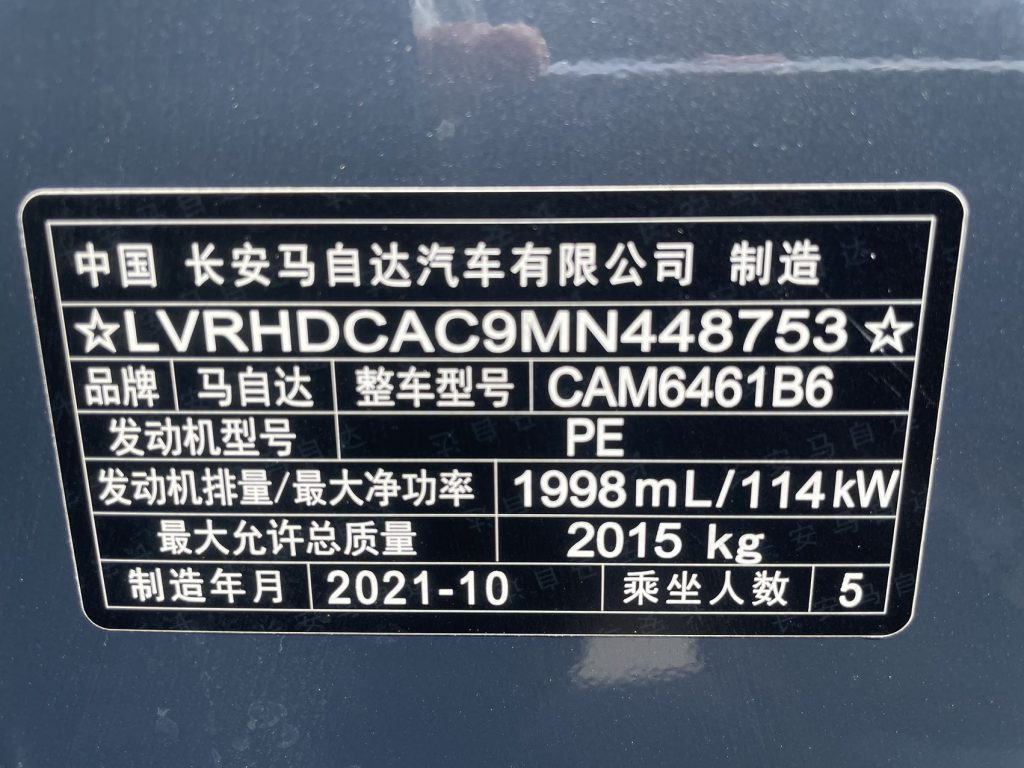 中国 长安马自达汽车有限公司 制造
☆LVRHDCAC9MN448753☆
品牌 马自达 整车型号 CAM6461B6
发动机型号 PE
发动机排量/最大净功率 1998mL/114kW
最大允许总质量 2015 kg
制造年月 2021-10 乘坐人数 5